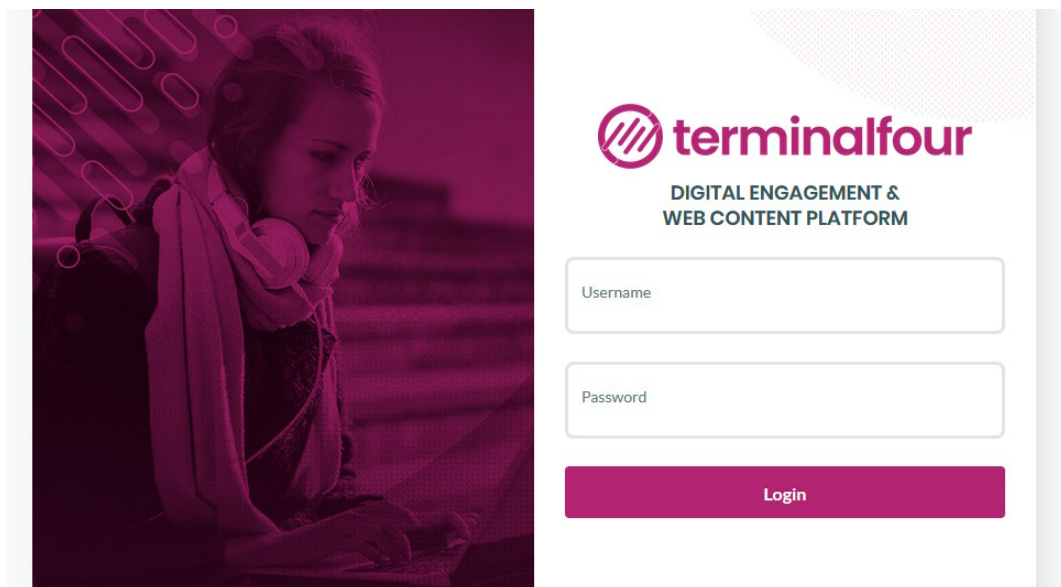 terminalfour
DIGITAL ENGAGEMENT &
WEB CONTENT PLATFORM
Username
Password
Login